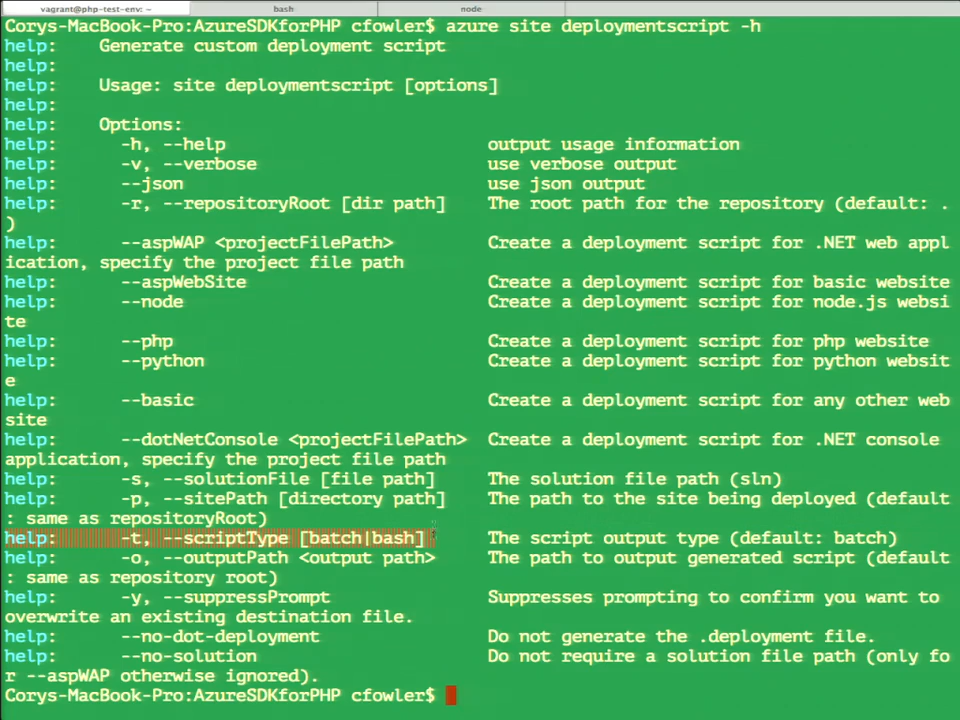 vagrant@php-test-env: ~ bash node
Corys-MacBook-Pro:AzureSDKforPHP cfowler$ azure site deploymentscript -h
help:    Generate custom deployment script
help:
help:    Usage: site deploymentscript [options]
help:
help:    Options:
help:      -h, --help                         output usage information
help:      -v, --verbose                      use verbose output
help:      --json                             use json output
help:      -r, --repositoryRoot [dir path]    The root path for the repository (default: .
)
help:      --aspWAP <projectFilePath>         Create a deployment script for .NET web appl
ication, specify the project file path
help:      --aspWebSite                       Create a deployment script for basic website
help:      --node                             Create a deployment script for node.js websi
te
help:      --php                              Create a deployment script for php website
help:      --python                           Create a deployment script for python websit
e
help:      --basic                            Create a deployment script for any other web
site
help:      --dotNetConsole <projectFilePath>  Create a deployment script for .NET console
application, specify the project file path
help:      -s, --solutionFile [file path]     The solution file path (sln)
help:      -p, --sitePath [directory path]    The path to the site being deployed (default
: same as repositoryRoot)
help:      -t, --scriptType [batch|bash]      The script output type (default: batch)
help:      -o, --outputPath <output path>     The path to output generated script (default
: same as repository root)
help:      -y, --suppressPrompt               Suppresses prompting to confirm you want to
overwrite an existing destination file.
help:      --no-dot-deployment                Do not generate the .deployment file.
help:      --no-solution                      Do not require a solution file path (only fo
r --aspWAP otherwise ignored).
Corys-MacBook-Pro:AzureSDKforPHP cfowler$